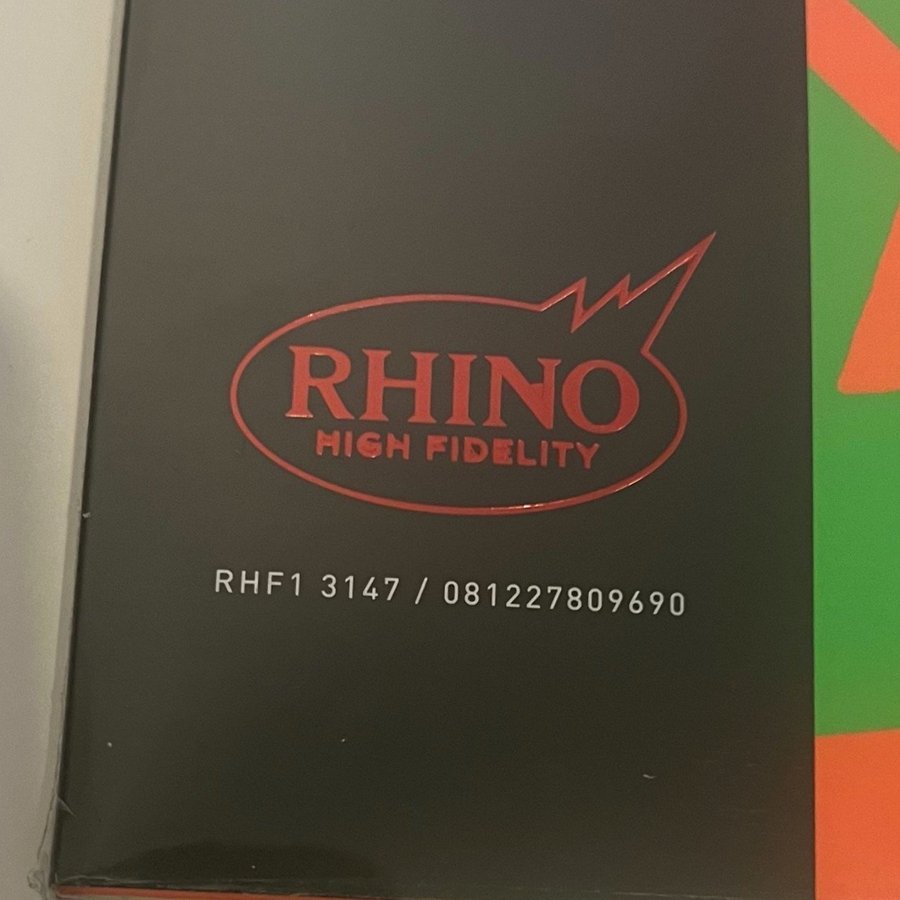 RHINO
HIGH FIDELITY
RHF1 3147 / 081227809690